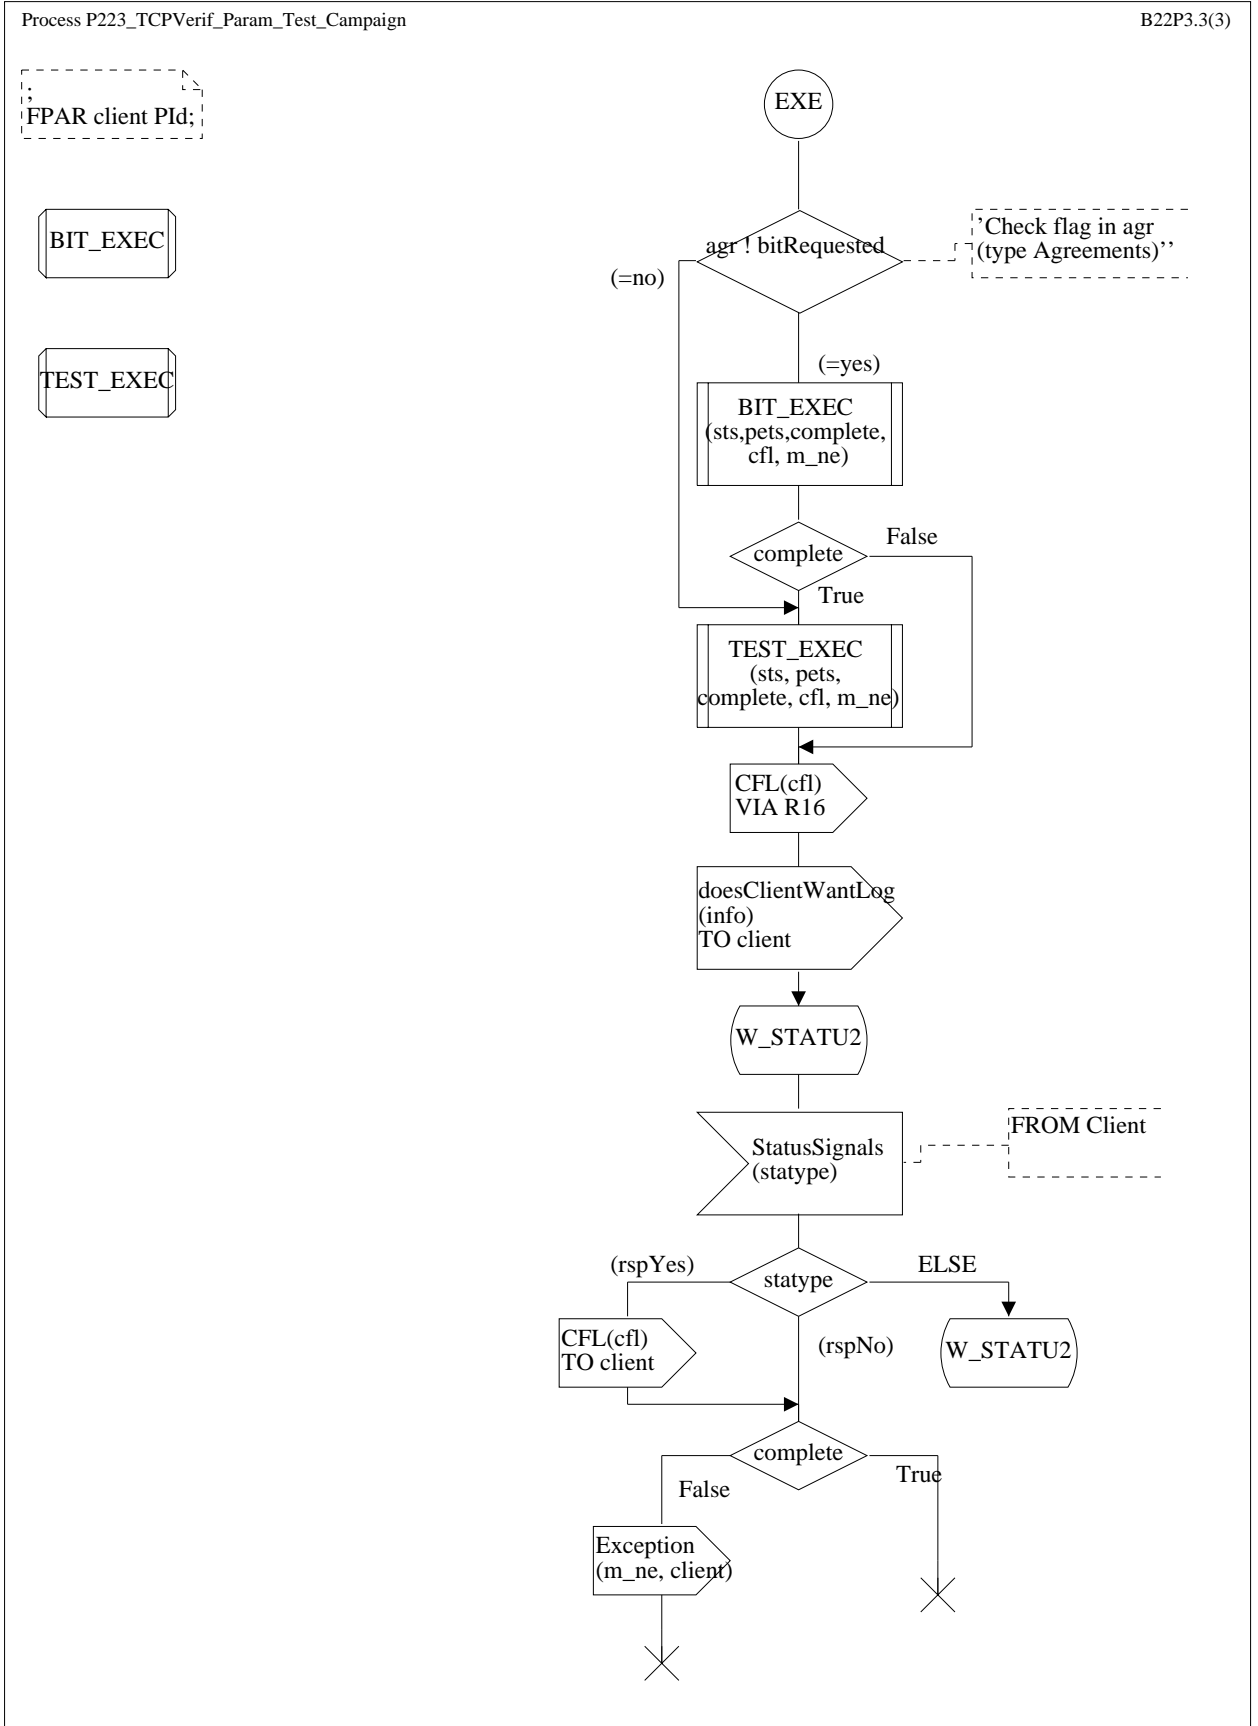 Process P223_TCPVerif_Param_Test_Campaign
B22P3.3(3)
;
FPAR client PId;
EXE
BIT_EXEC
agr ! bitRequested
'Check flag in agr
(type Agreements)''
(=no)
(=yes)
TEST_EXEC
BIT_EXEC
(sts,pets,complete,
cfl, m_ne)
complete
False
True
TEST_EXEC
(sts, pets,
complete, cfl, m_ne)
CFL(cfl)
VIA R16
doesClientWantLog
(info)
TO client
W_STATU2
StatusSignals
(statype)
FROM Client
(rspYes)
statype
ELSE
CFL(cfl)
TO client
(rspNo)
W_STATU2
complete
False
True
Exception
(m_ne, client)